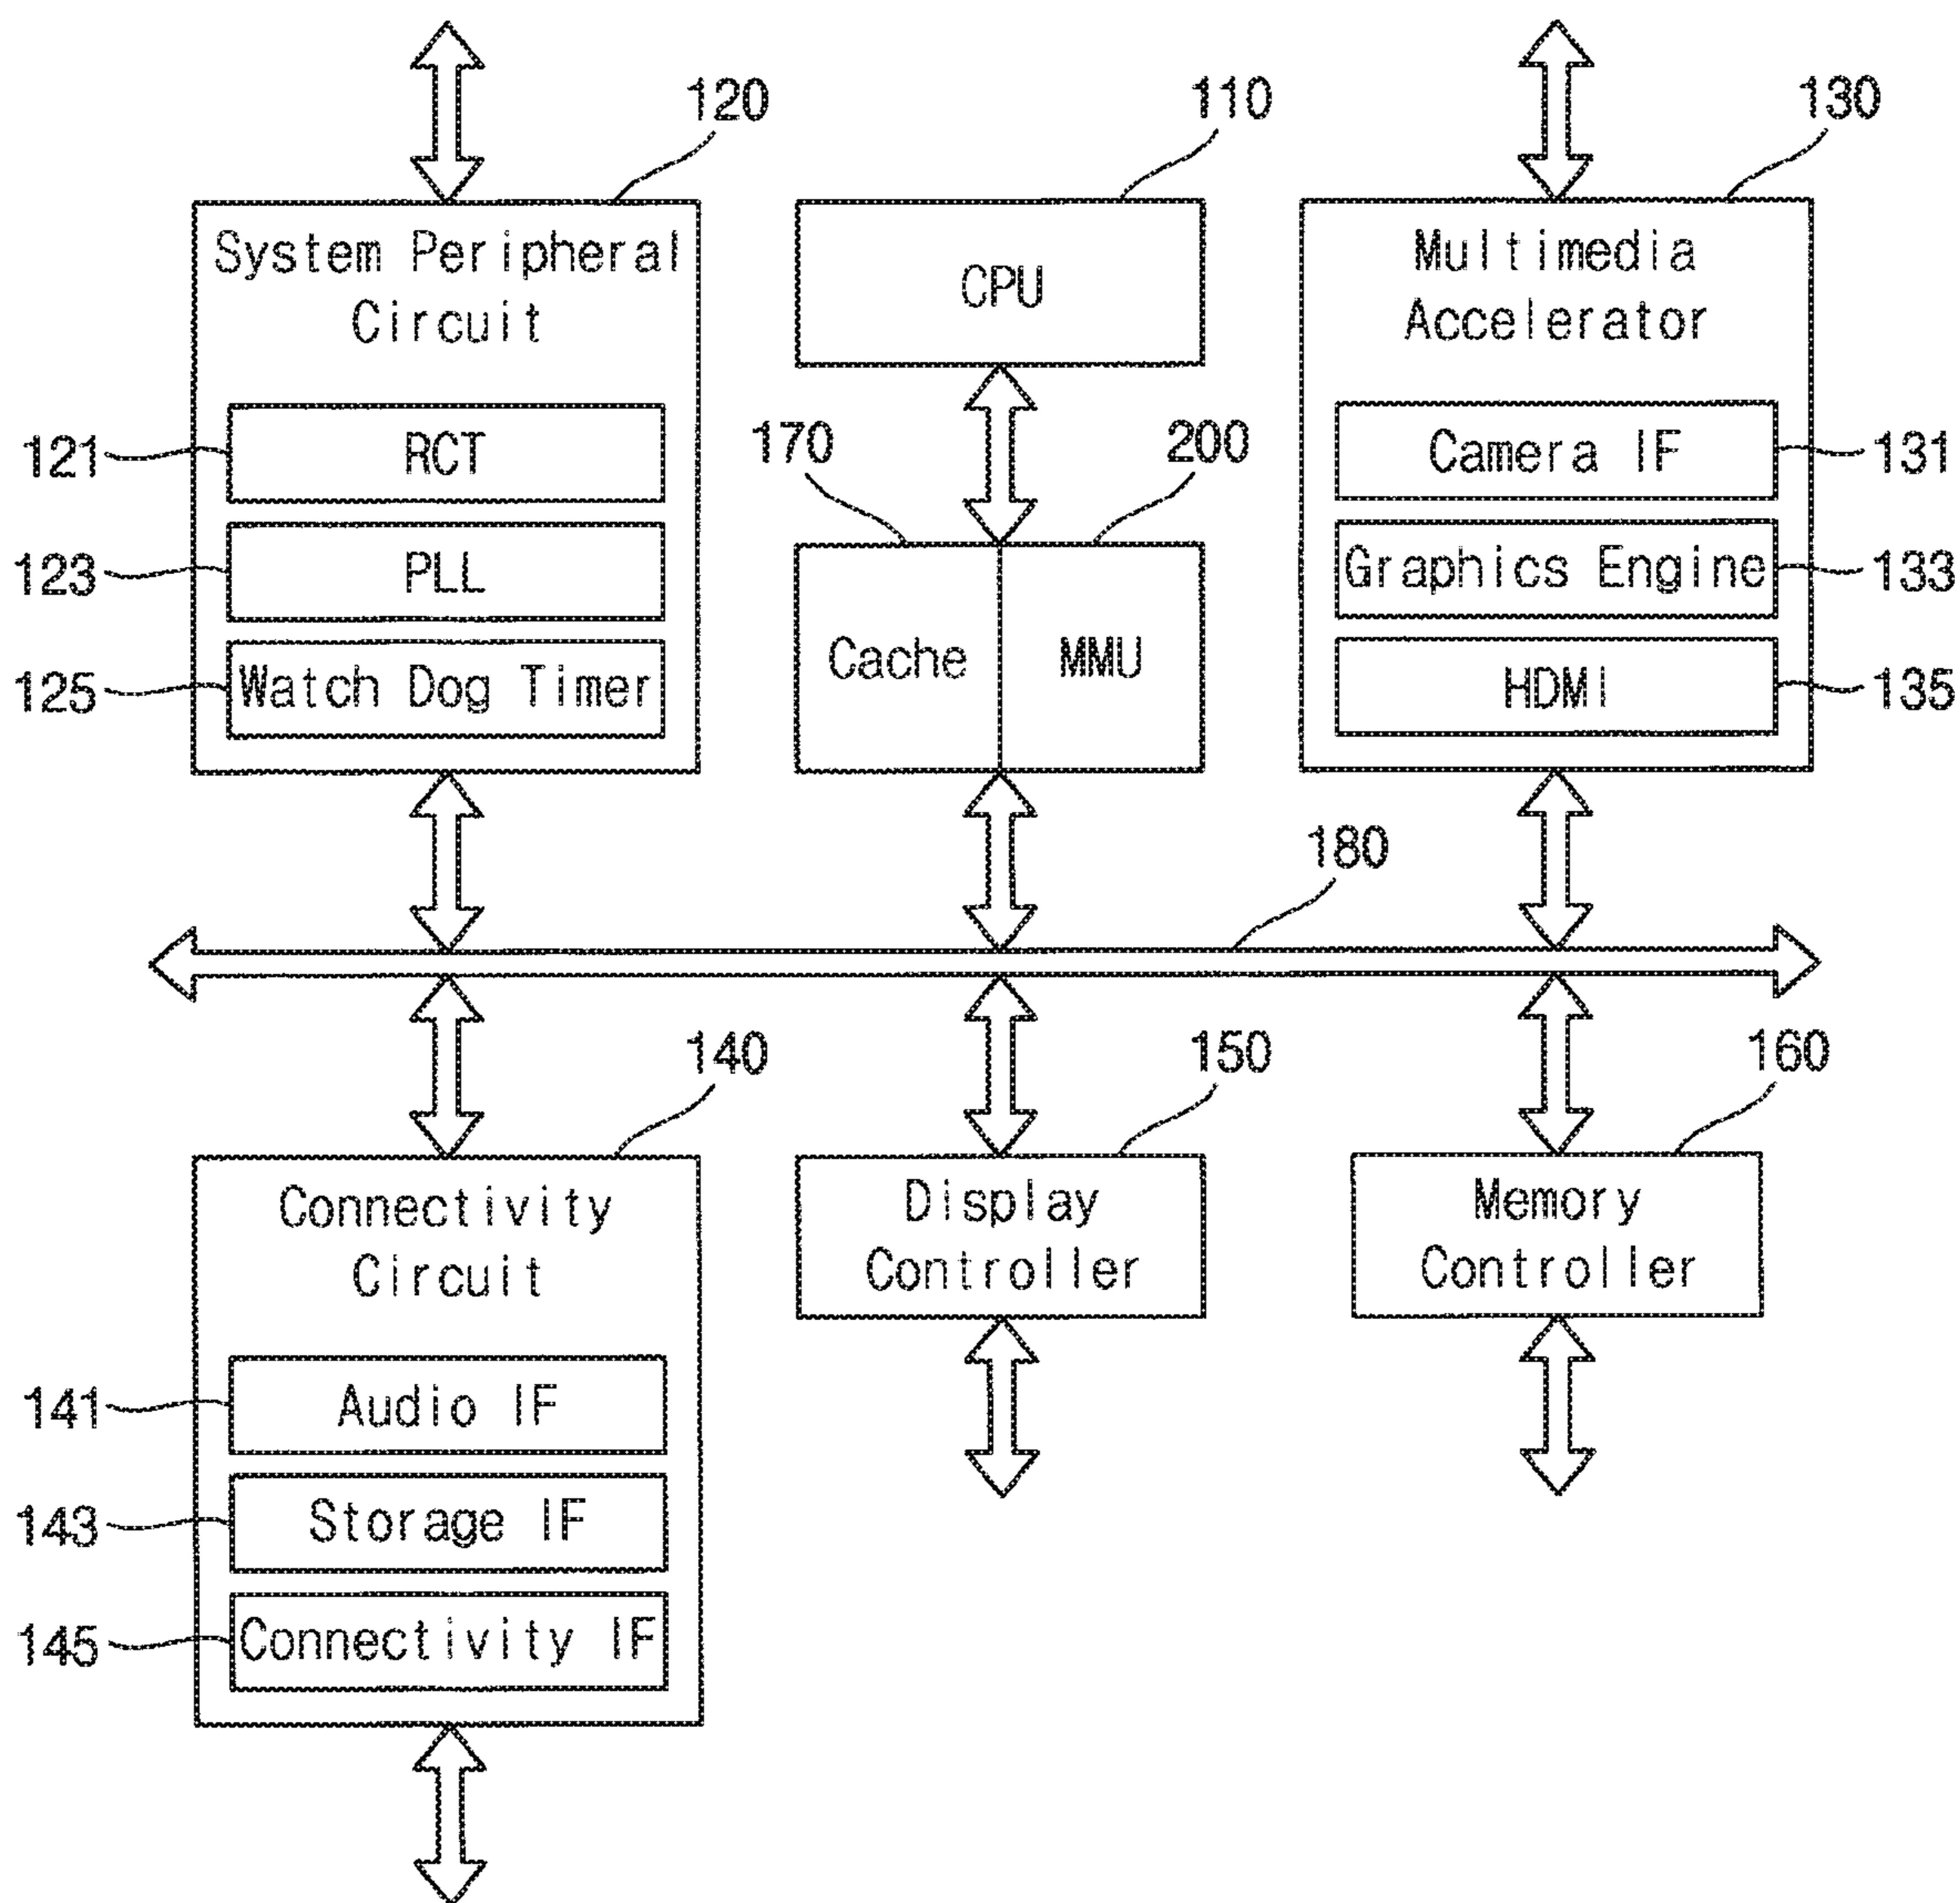 120
110
130
System Peripheral
Circuit
CPU
Multimedia
Accelerator
121
RCT
170
200
Camera IF
131
123
PLL
Graphics Engine
133
125
Watch Dog Timer
Cache
MMU
HDMI
135
180
140
150
160
Connectivity
Circuit
Display
Controller
Memory
Controller
141
Audio IF
143
Storage IF
145
Connectivity IF